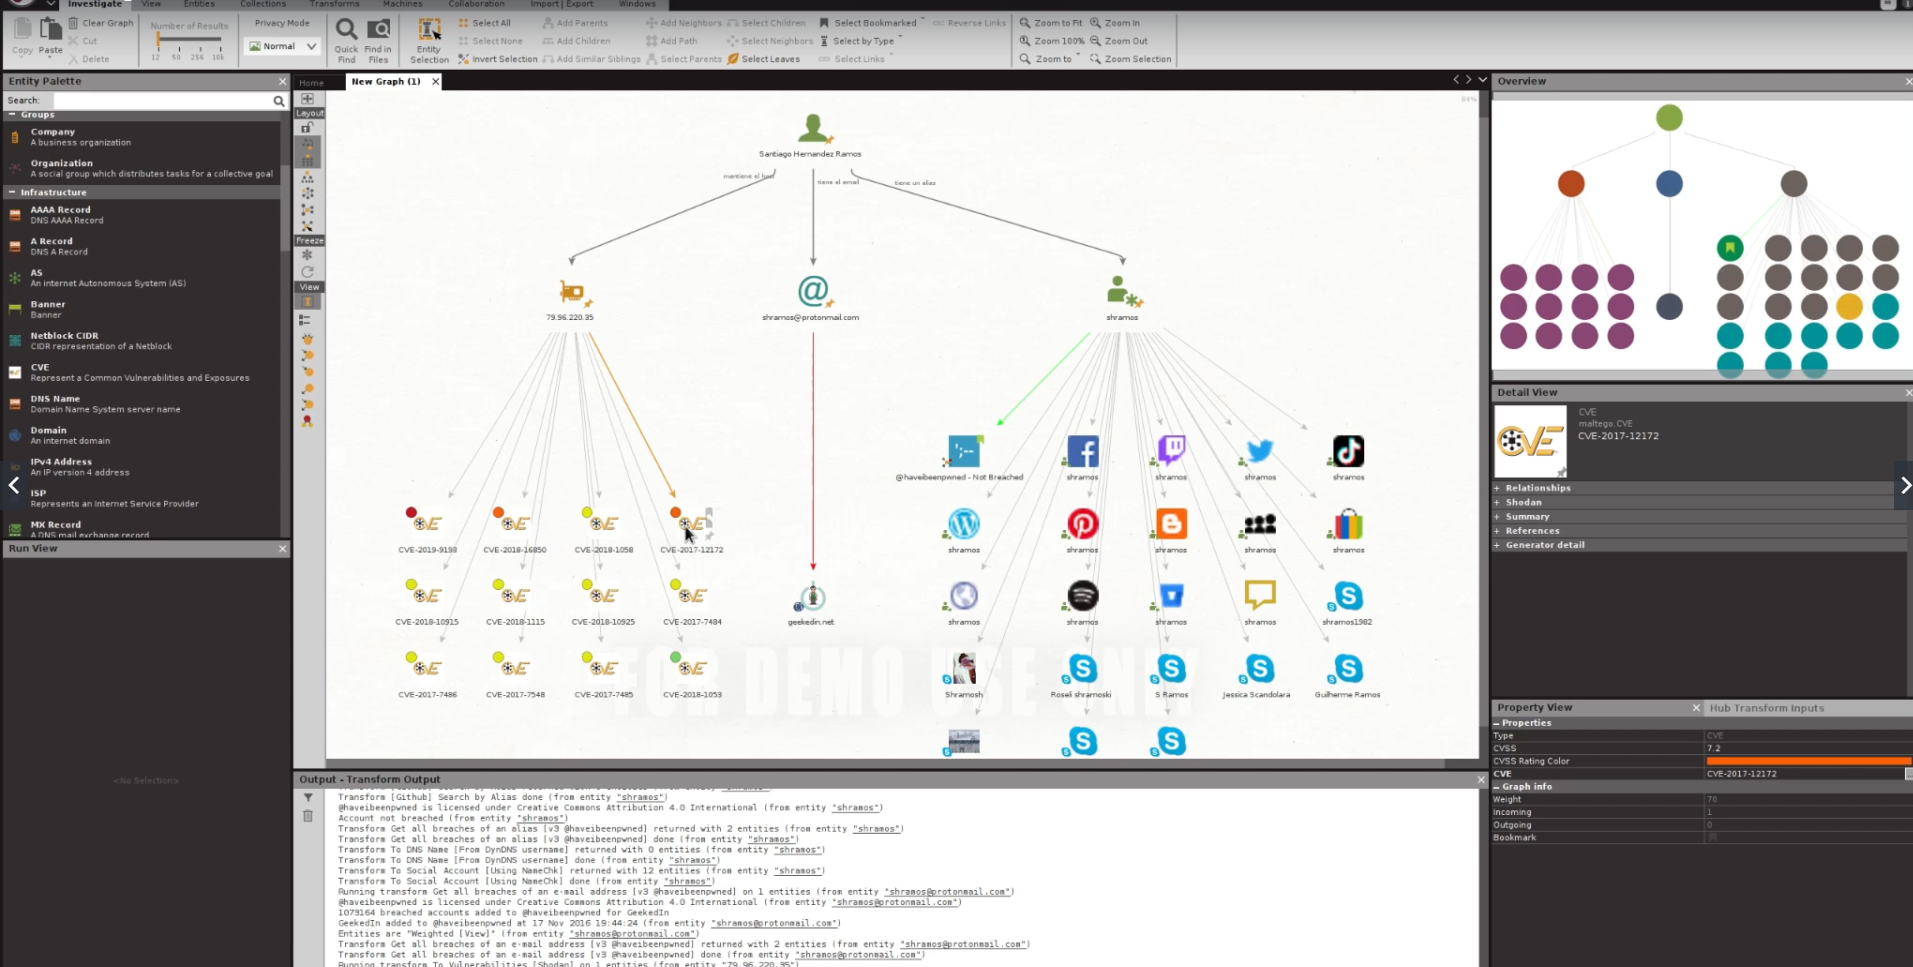 Investigate View Entities Collections Transforms Machines Collaboration Import | Export Windows
Copy Paste Clear Graph Cut Delete
Number of Results 12 50 256 10k
Privacy Mode Normal
Quick Find Find in Files Entity Selection
Select All Select None Invert Selection
Add Parents Add Children Add Similar Siblings
Add Neighbors Add Path Select Parents
Select Children Select Neighbors Select Leaves
Select Bookmarked Select by Type Select Links
Reverse Links
Zoom to Fit Zoom 100% Zoom to
Zoom In Zoom Out Zoom Selection
Entity Palette
Search:
Groups
Company
A business organization
Organization
A social group which distributes tasks for a collective goal
Infrastructure
AAAA Record
DNS AAAA Record
A Record
DNS A Record
AS
An internet Autonomous System (AS)
Banner
Banner
Netblock CIDR
CIDR representation of a Netblock
CVE
Represent a Common Vulnerabilities and Exposures
DNS Name
Domain Name System server name
Domain
An internet domain
IPv4 Address
An IP version 4 address
ISP
Represents an Internet Service Provider
MX Record
A DNS mail exchange record
Run View
<No Selection>
Home New Graph (1)
Layout
Freeze
View
84%
Santiago Hernandez Ramos
mantiene el host tiene el email tiene un alias
79.96.220.35 shramos@protonmail.com shramos
@haveibeenpwned - Not Breached shramos shramos shramos shramos
CVE-2019-9193 CVE-2018-16850 CVE-2018-1058 CVE-2017-12172
shramos shramos shramos shramos shramos
CVE-2018-10915 CVE-2018-1115 CVE-2018-10925 CVE-2017-7484
geekedin.net
shramos shramos shramos shramos shramos1982
CVE-2017-7486 CVE-2017-7548 CVE-2017-7485 CVE-2018-1053
Shramosh Roseli shramoski S Ramos Jessica Scandolara Guilherme Ramos
FOR DEMO USE ONLY
Output - Transform Output
Transform [Github] Search by Alias done (from entity "shramos")
@haveibeenpwned is licensed under Creative Commons Attribution 4.0 International (from entity "shramos")
Account not breached (from entity "shramos")
Transform Get all breaches of an alias [v3 @haveibeenpwned] returned with 2 entities (from entity "shramos")
Transform Get all breaches of an alias [v3 @haveibeenpwned] done (from entity "shramos")
Transform To DNS Name [From DynDNS username] returned with 0 entities (from entity "shramos")
Transform To DNS Name [From DynDNS username] done (from entity "shramos")
Transform To Social Account [Using NameChk] returned with 12 entities (from entity "shramos")
Transform To Social Account [Using NameChk] done (from entity "shramos")
Running transform Get all breaches of an e-mail address [v3 @haveibeenpwned] on 1 entities (from entity "shramos@protonmail.com")
@haveibeenpwned is licensed under Creative Commons Attribution 4.0 International (from entity "shramos@protonmail.com")
1073164 breached accounts added to @haveibeenpwned for GeekedIn
GeekedIn added to @haveibeenpwned at 17 Nov 2016 19:44:24 (from entity "shramos@protonmail.com")
Entities are "Weighted [View]" (from entity "shramos@protonmail.com")
Transform Get all breaches of an e-mail address [v3 @haveibeenpwned] returned with 2 entities (from entity "shramos@protonmail.com")
Transform Get all breaches of an e-mail address [v3 @haveibeenpwned] done (from entity "shramos@protonmail.com")
Running transform To Vulnerabilities [Shodan] on 1 entities (from entity "79.96.220.35")
Overview
Detail View
CVE
maltego.CVE
CVE-2017-12172
+ Relationships
+ Shodan
+ Summary
+ References
+ Generator detail
Property View Hub Transform Inputs
Properties
Type CVE
CVSS 7.2
CVSS Rating Color
CVE CVE-2017-12172
Graph info
Weight 70
Incoming 1
Outgoing 0
Bookmark